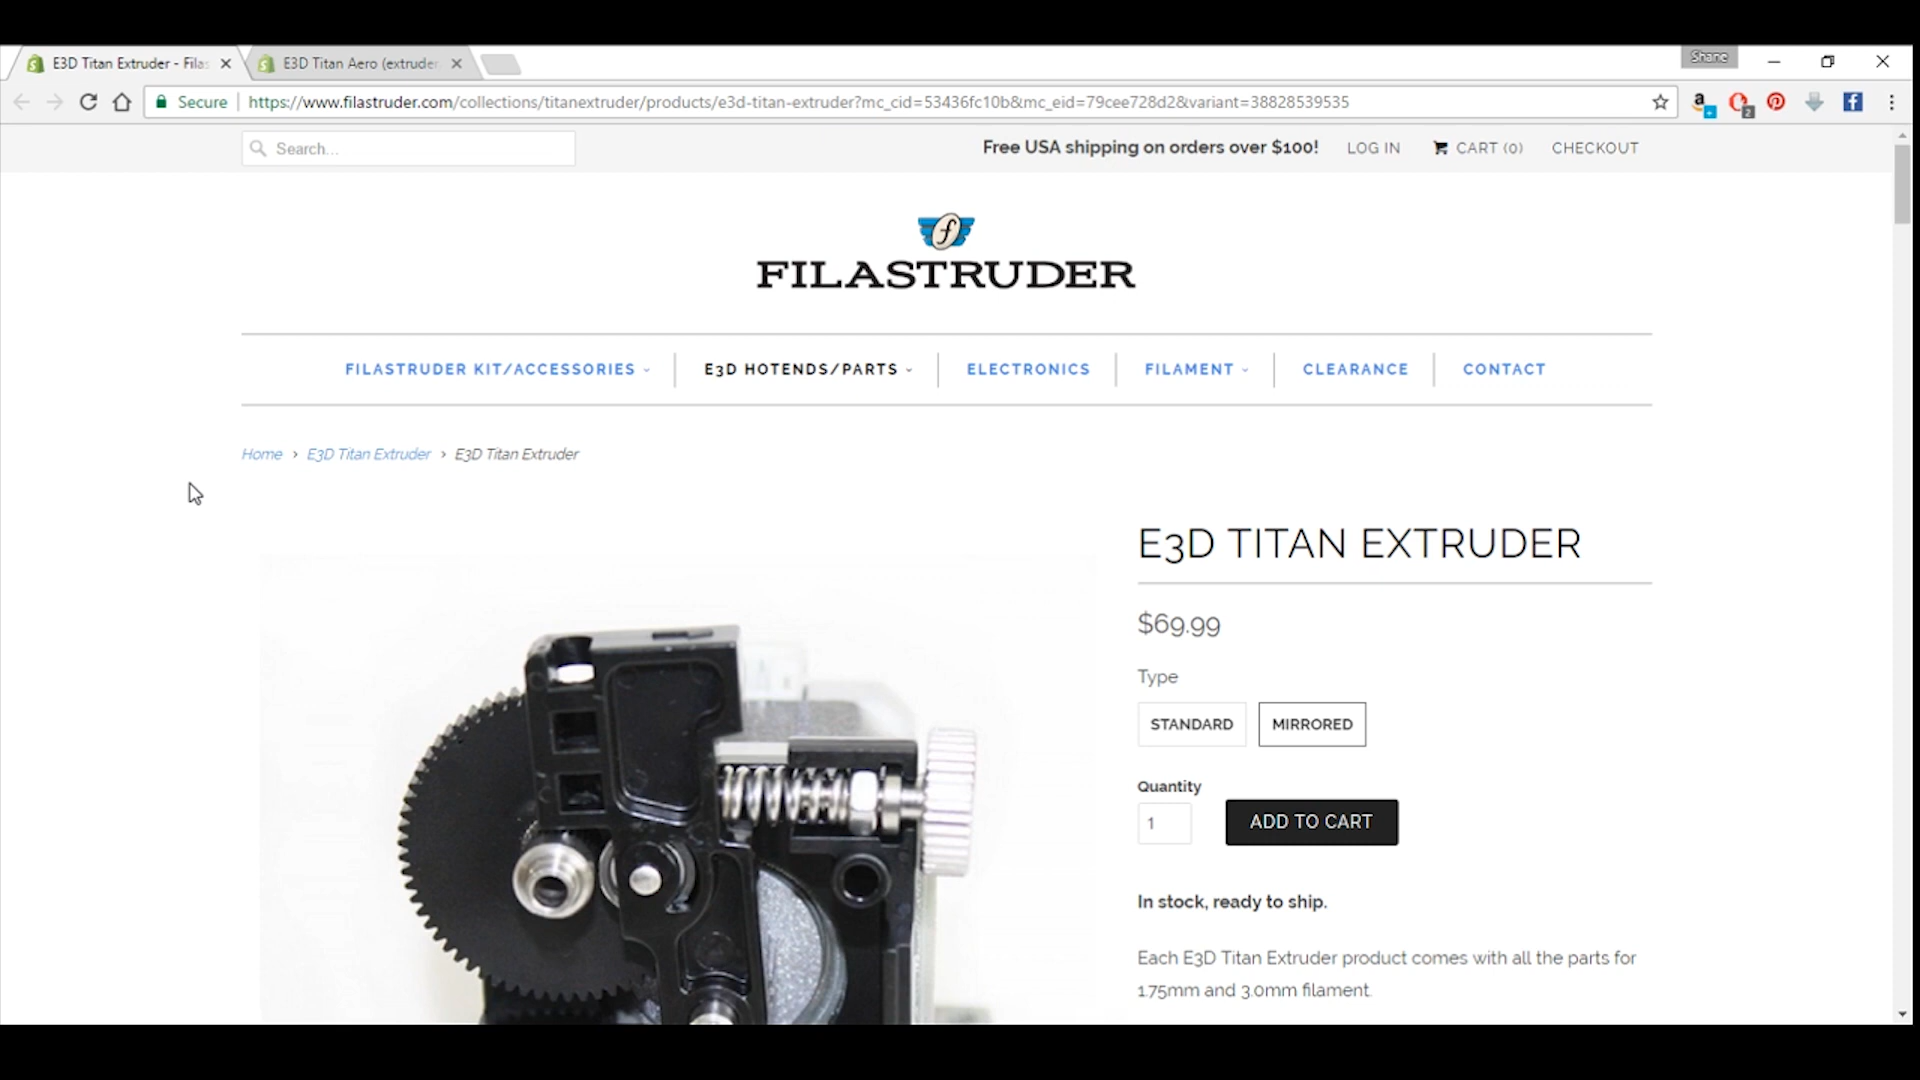 E3D Titan Extruder - Filas
E3D Titan Aero (extruder
Shane
Secure
https://www.filastruder.com/collections/titanextruder/products/e3d-titan-extruder?mc_cid=53436fc10b&mc_eid=79cee728d2&variant=38828539535
2
Search...
Free USA shipping on orders over $100!
LOG IN
CART (0)
CHECKOUT
FILASTRUDER
FILASTRUDER KIT/ACCESSORIES
E3D HOTENDS/PARTS
ELECTRONICS
FILAMENT
CLEARANCE
CONTACT
Home › E3D Titan Extruder › E3D Titan Extruder
E3D TITAN EXTRUDER
$69.99
Type
STANDARD
MIRRORED
Quantity
1
ADD TO CART
In stock, ready to ship.
Each E3D Titan Extruder product comes with all the parts for
1.75mm and 3.0mm filament.